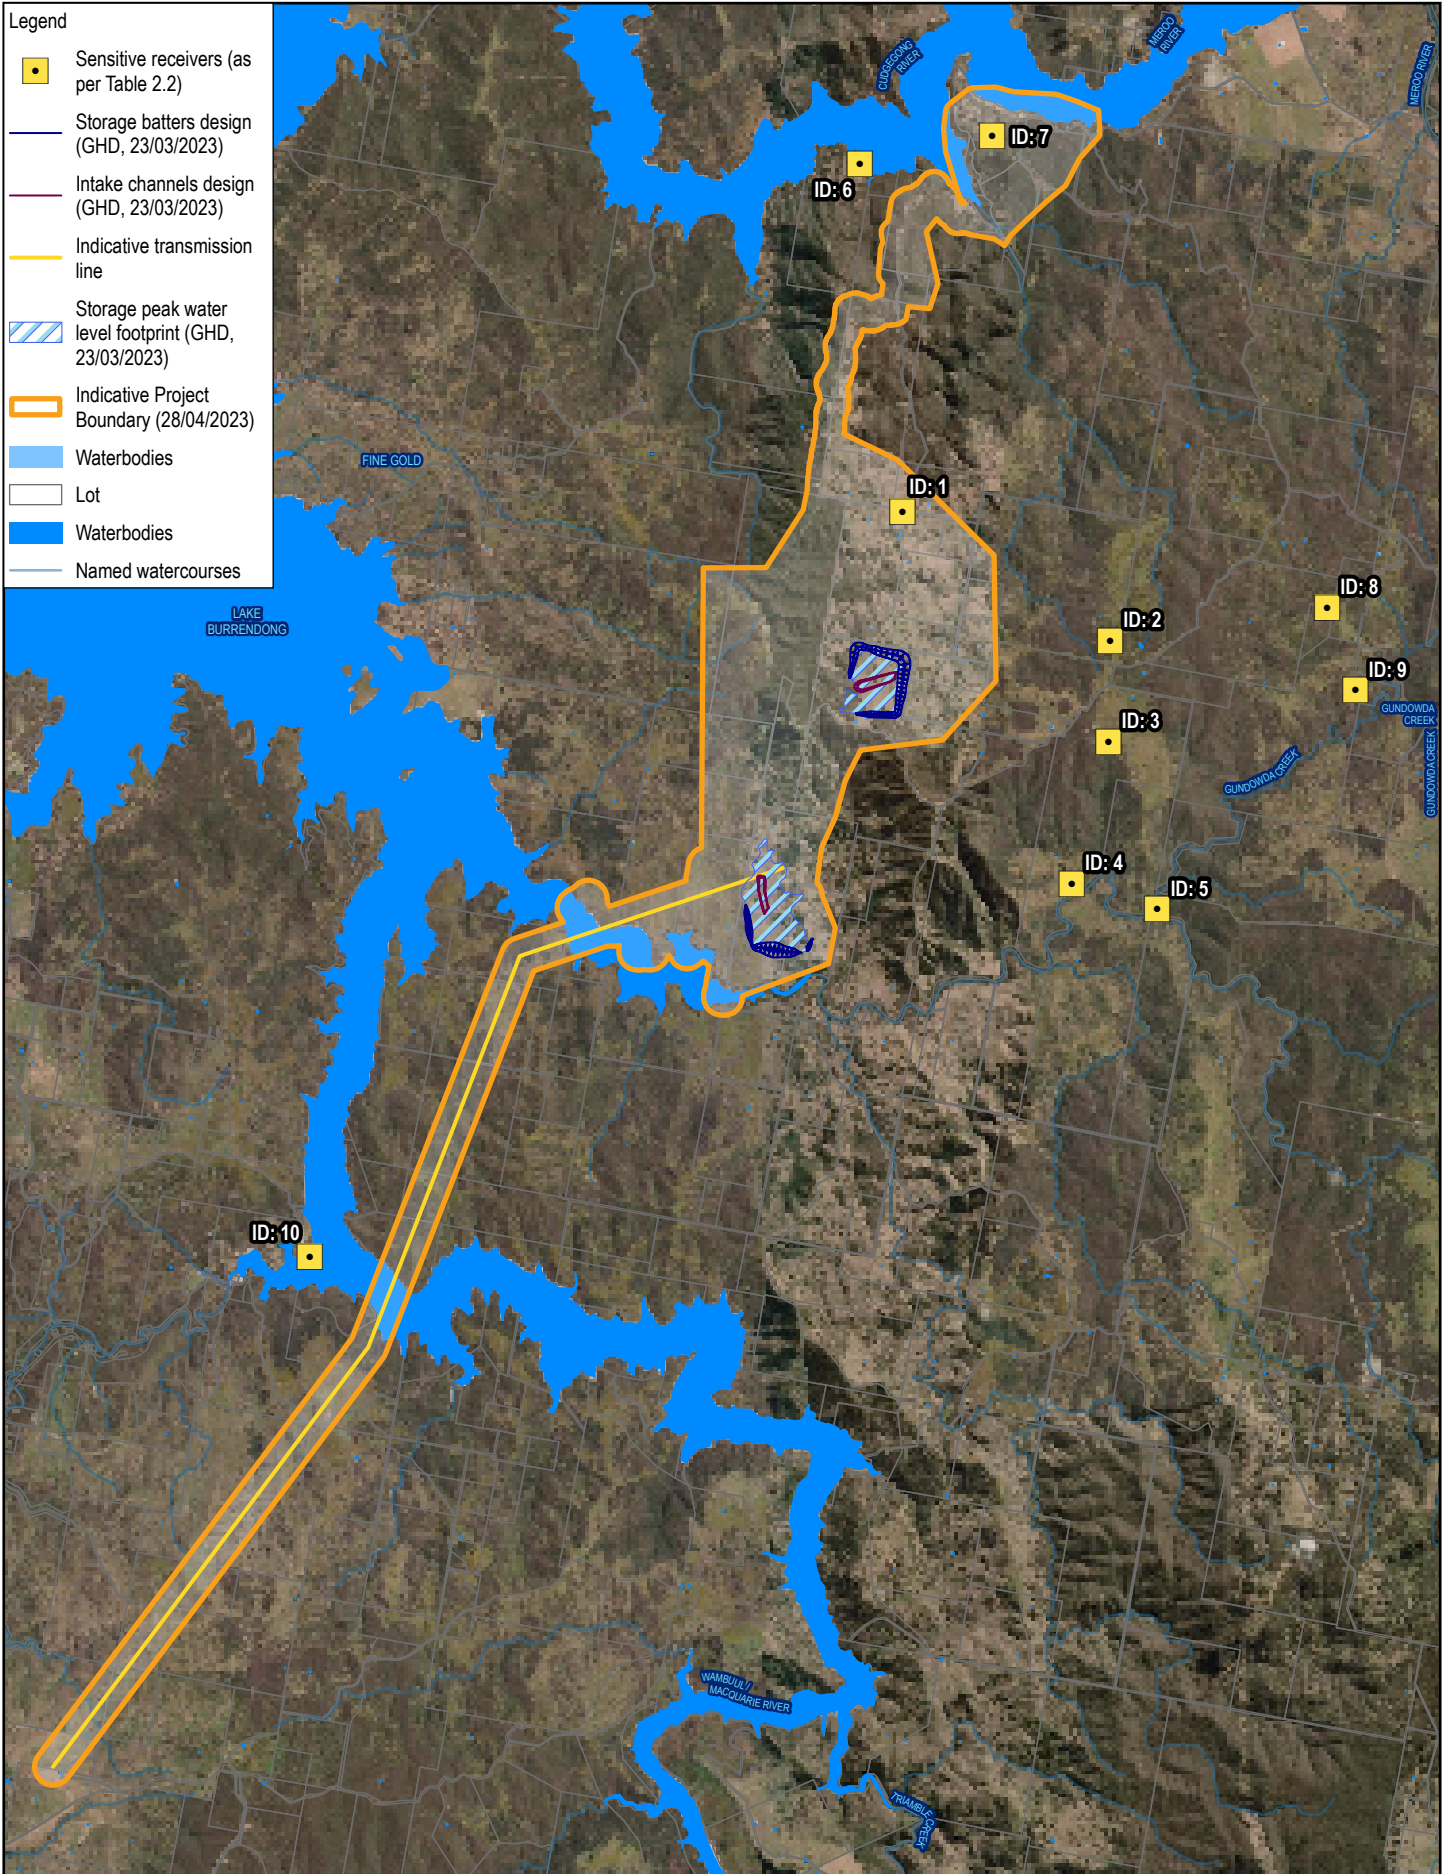 Legend
Sensitive receivers (as
per Table 2.2)
Storage batters design
(GHD, 23/03/2023)
Intake channels design
(GHD, 23/03/2023)
Indicative transmission
line
Storage peak water
level footprint (GHD,
23/03/2023)
Indicative Project
Boundary (28/04/2023)
Waterbodies
Lot
Waterbodies
Named watercourses
CUDGEGONG
RIVER
MEROO
RIVER
MEROO RIVER
ID: 7
ID: 6
FINE GOLD
ID: 1
LAKE
BURRENDONG
ID: 8
ID: 2
ID: 9
GUNDOWDA
CREEK
ID: 3
GUNDOWDA CREEK
GUNDOWDA CREEK
ID: 4
ID: 5
ID: 10
WAMBUUL/
MACQUARIE RIVER
TRIAMBLE
CREEK